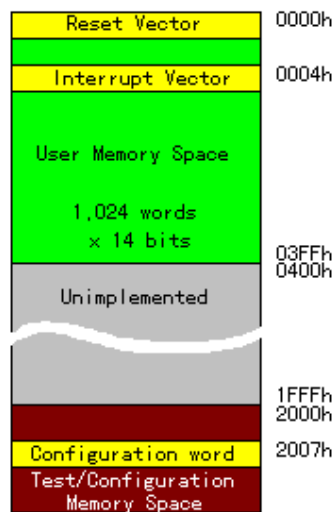 Reset Vector 0000h
Interrupt Vector 0004h
User Memory Space
1,024 words
x 14 bits
03FFh
0400h
Unimplemented
1FFFh
2000h
Configuration word 2007h
Test/Configuration
Memory Space